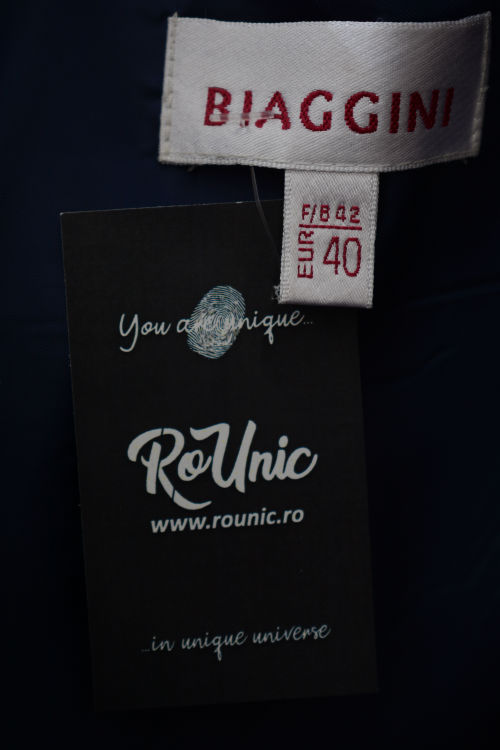 BIAGGINI
F/B 42
EUR 40
You are unique...
RoUnic
www.rounic.ro
...in unique universe